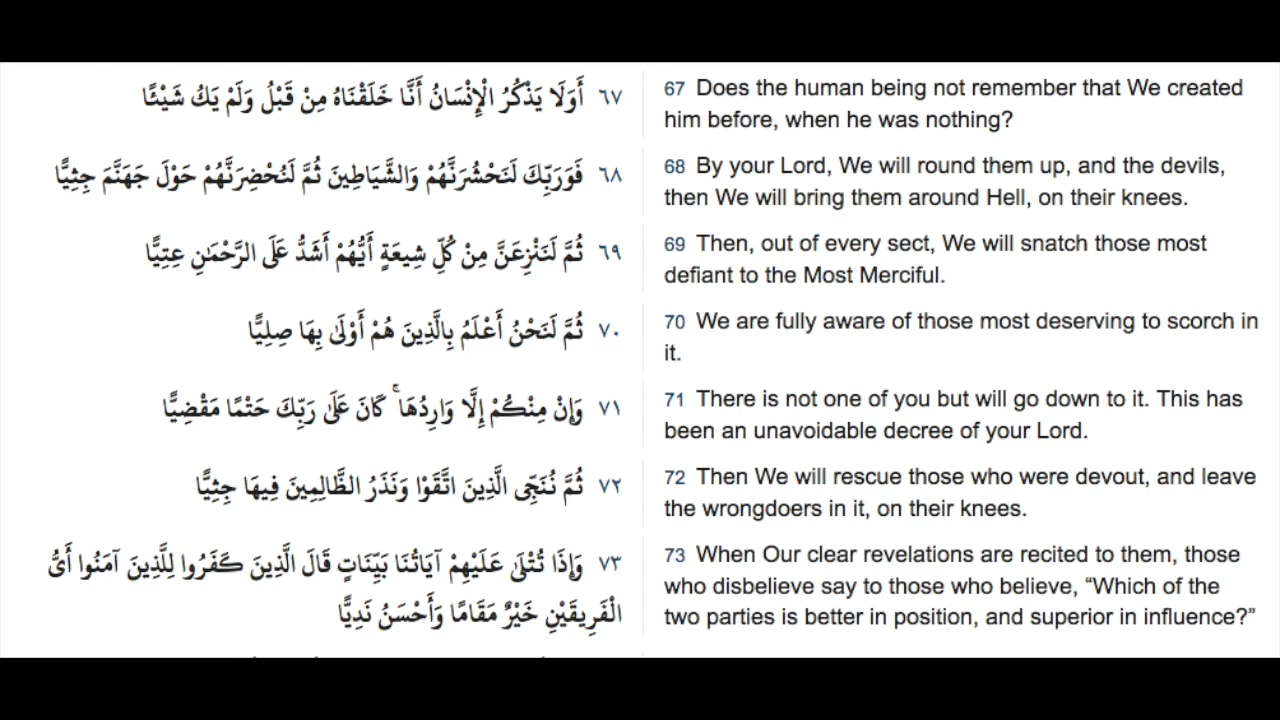 ٦٧ أَوَلَا يَذْكُرُ الْإِنْسَانُ أَنَّا خَلَقْنَاهُ مِنْ قَبْلُ وَلَمْ يَكُ شَيْئًا
67 Does the human being not remember that We created
him before, when he was nothing?
٦٨ فَوَرَبِّكَ لَنَحْشُرَنَّهُمْ وَالشَّيَاطِينَ ثُمَّ لَنُحْضِرَنَّهُمْ حَوْلَ جَهَنَّمَ جِثِيًّا
68 By your Lord, We will round them up, and the devils,
then We will bring them around Hell, on their knees.
٦٩ ثُمَّ لَنَنْزِعَنَّ مِنْ كُلِّ شِيعَةٍ أَيُّهُمْ أَشَدُّ عَلَى الرَّحْمَٰنِ عِتِيًّا
69 Then, out of every sect, We will snatch those most
defiant to the Most Merciful.
٧٠ ثُمَّ لَنَحْنُ أَعْلَمُ بِالَّذِينَ هُمْ أَوْلَىٰ بِهَا صِلِيًّا
70 We are fully aware of those most deserving to scorch in
it.
٧١ وَإِنْ مِنْكُمْ إِلَّا وَارِدُهَا ۚ كَانَ عَلَىٰ رَبِّكَ حَتْمًا مَقْضِيًّا
71 There is not one of you but will go down to it. This has
been an unavoidable decree of your Lord.
٧٢ ثُمَّ نُنَجِّي الَّذِينَ اتَّقَوْا وَنَذَرُ الظَّالِمِينَ فِيهَا جِثِيًّا
72 Then We will rescue those who were devout, and leave
the wrongdoers in it, on their knees.
٧٣ وَإِذَا تُتْلَىٰ عَلَيْهِمْ آيَاتُنَا بَيِّنَاتٍ قَالَ الَّذِينَ كَفَرُوا لِلَّذِينَ آمَنُوا أَيُّ
الْفَرِيقَيْنِ خَيْرٌ مَقَامًا وَأَحْسَنُ نَدِيًّا
73 When Our clear revelations are recited to them, those
who disbelieve say to those who believe, “Which of the
two parties is better in position, and superior in influence?”